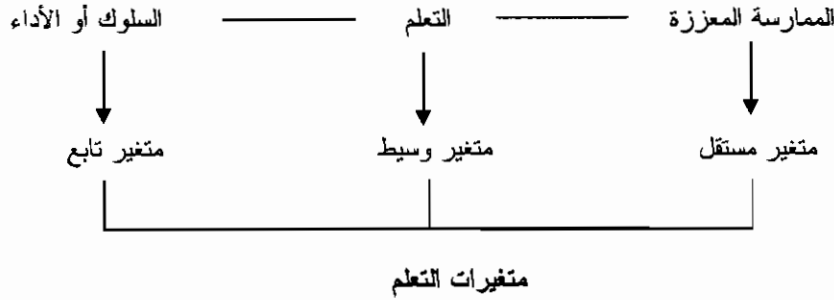 الممارسة المعززة التعلم السلوك أو الأداء
متغير مستقل متغير وسيط متغير تابع
متغيرات التعلم